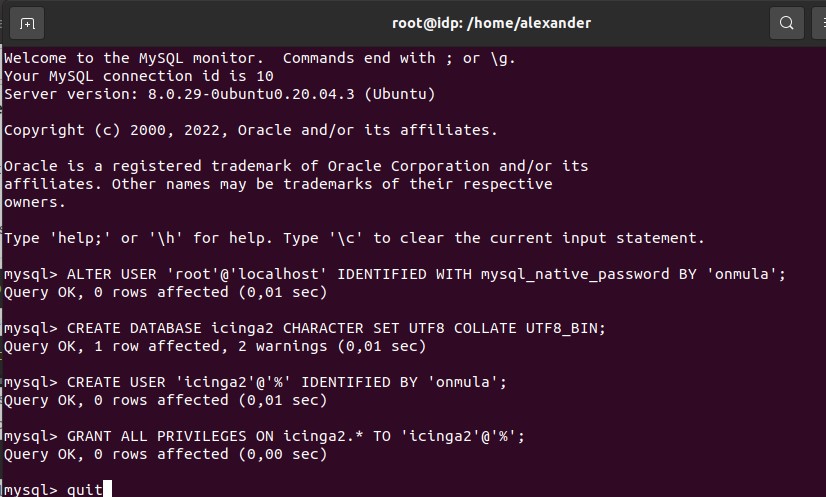 root@idp: /home/alexander
Welcome to the MySQL monitor.  Commands end with ; or \g.
Your MySQL connection id is 10
Server version: 8.0.29-0ubuntu0.20.04.3 (Ubuntu)
Copyright (c) 2000, 2022, Oracle and/or its affiliates.
Oracle is a registered trademark of Oracle Corporation and/or its
affiliates. Other names may be trademarks of their respective
owners.
Type 'help;' or '\h' for help. Type '\c' to clear the current input statement.
mysql> ALTER USER 'root'@'localhost' IDENTIFIED WITH mysql_native_password BY 'onmula';
Query OK, 0 rows affected (0,01 sec)
mysql> CREATE DATABASE icinga2 CHARACTER SET UTF8 COLLATE UTF8_BIN;
Query OK, 1 row affected, 2 warnings (0,01 sec)
mysql> CREATE USER 'icinga2'@'%' IDENTIFIED BY 'onmula';
Query OK, 0 rows affected (0,01 sec)
mysql> GRANT ALL PRIVILEGES ON icinga2.* TO 'icinga2'@'%';
Query OK, 0 rows affected (0,00 sec)
mysql> quit